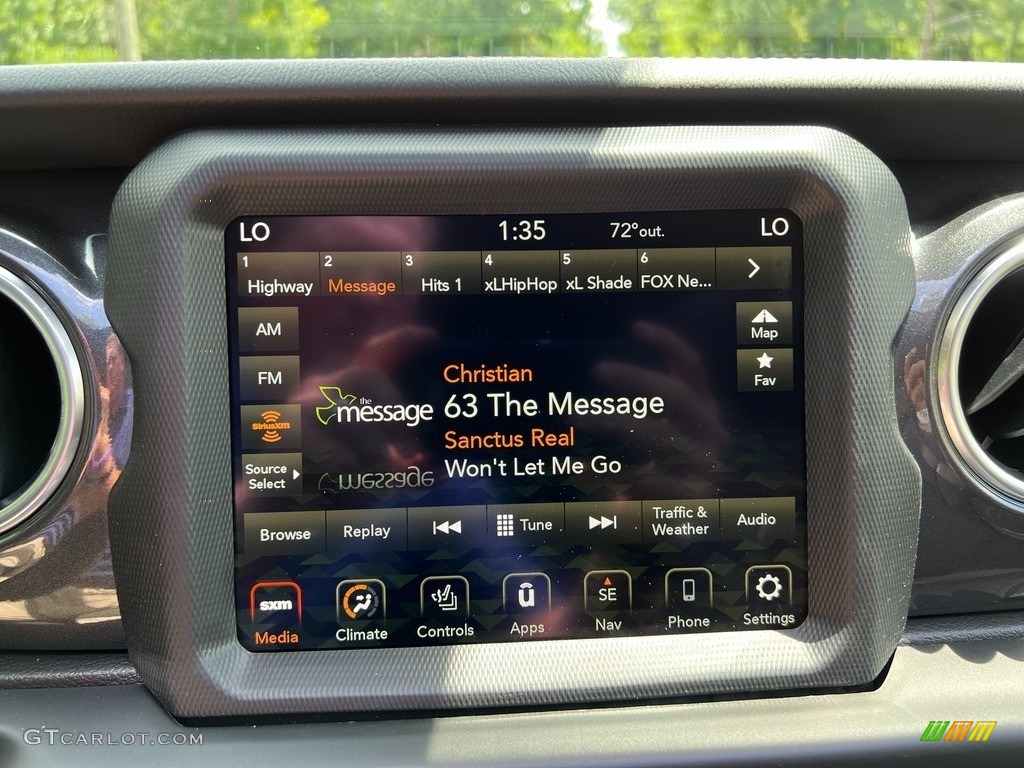 LO 1:35 72°out. LO
1 2 3 4 5 6
Highway Message Hits 1 xLHipHop xL Shade FOX Ne...
AM
Map
FM
Fav
Christian
the
message 63 The Message
SiriusXM
Sanctus Real
Source
Select
message
Won't Let Me Go
Browse Replay Tune Traffic &
Weather Audio
sxm û SE
Media Climate Controls Apps Nav Phone Settings
GTCARLOT.COM